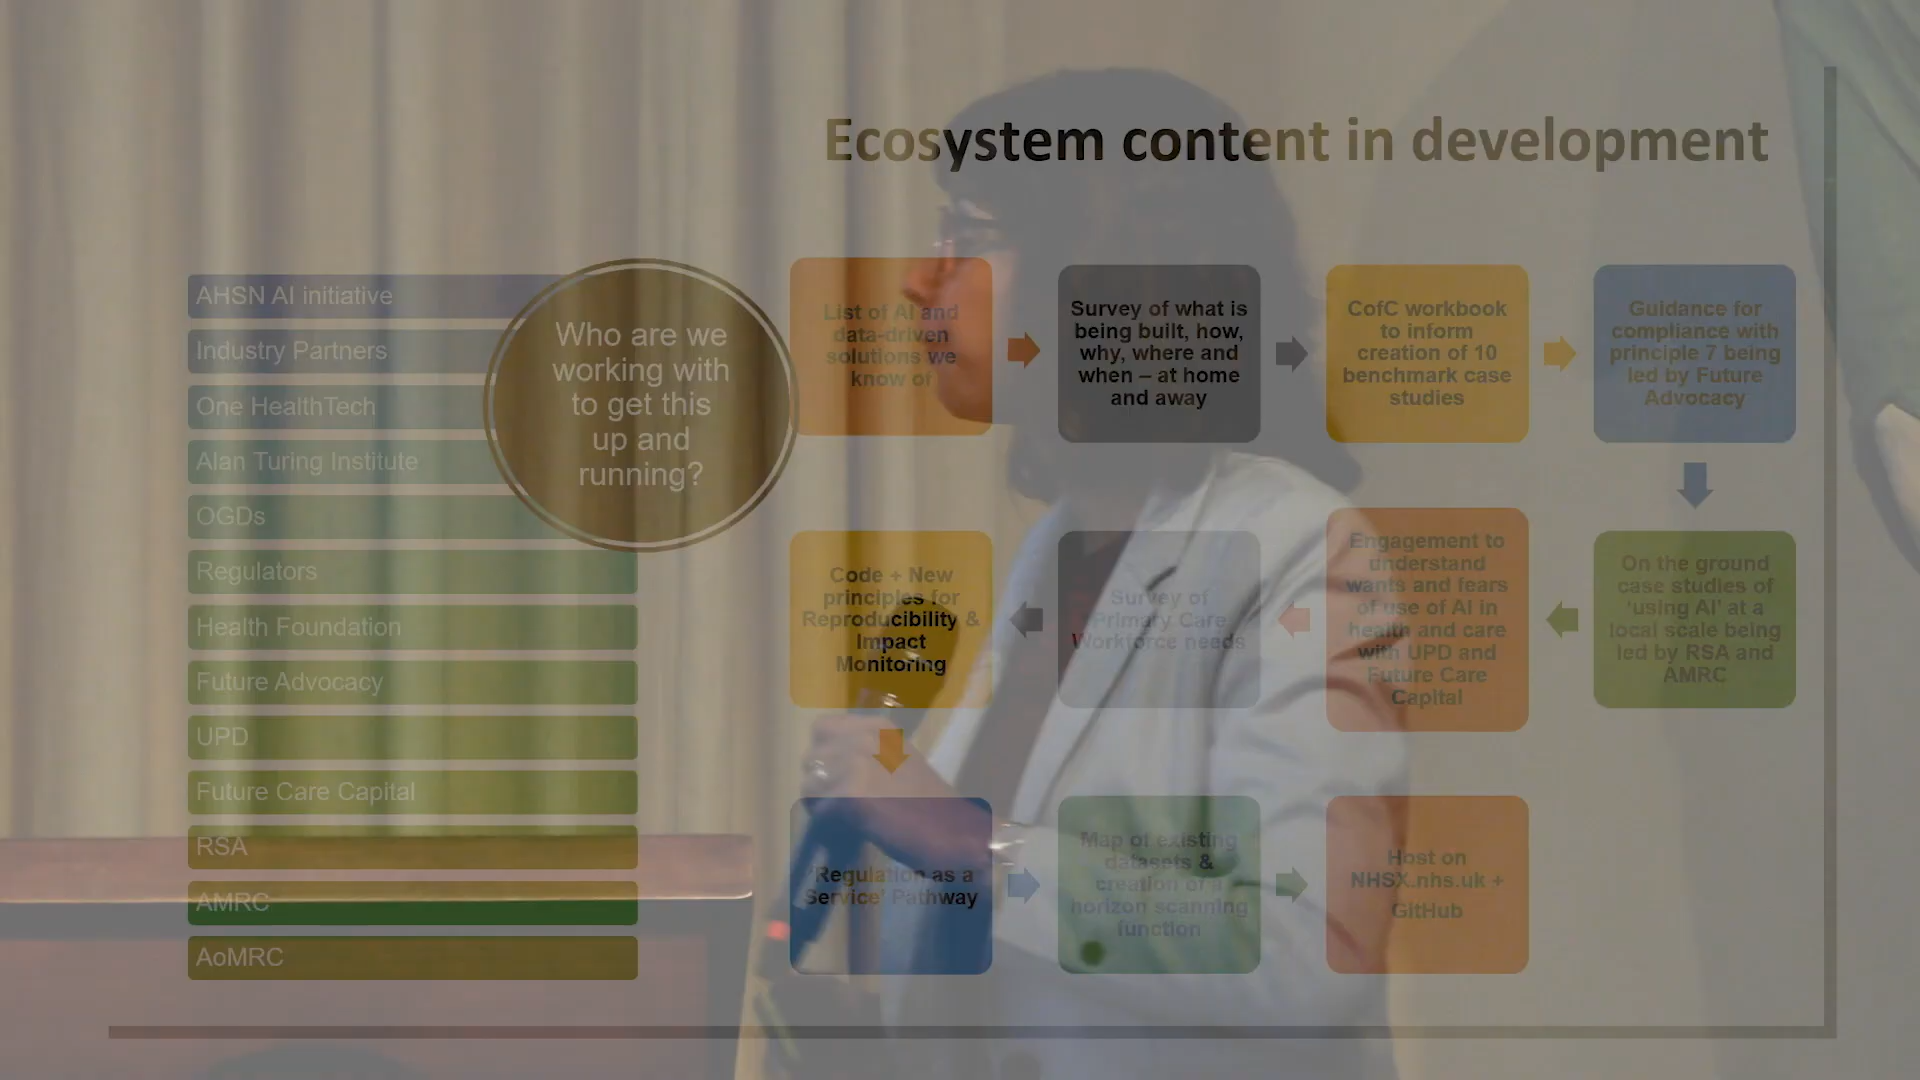 Ecosystem content in development
AHSN AI initiative
Industry Partners
One HealthTech
Alan Turing Institute
OGDs
Regulators
Health Foundation
Future Advocacy
UPD
Future Care Capital
RSA
AMRC
AoMRC
Who are we
working with
to get this
up and
running?
List of AI and
data-driven
solutions we
know of
Survey of what is
being built, how,
why, where and
when – at home
and away
CofC workbook
to inform
creation of 10
benchmark case
studies
Guidance for
compliance with
principle 7 being
led by Future
Advocacy
On the ground
case studies of
'using AI' at a
local scale being
led by RSA and
AMRC
Engagement to
understand
wants and fears
of use of AI in
health and care
with UPD and
Future Care
Capital
Survey of
Primary Care
Workforce needs
Code + New
principles for
Reproducibility &
Impact
Monitoring
'Regulation as a
Service' Pathway
Map of existing
datasets &
creation of a
horizon scanning
function
Host on
NHSX.nhs.uk +
GitHub